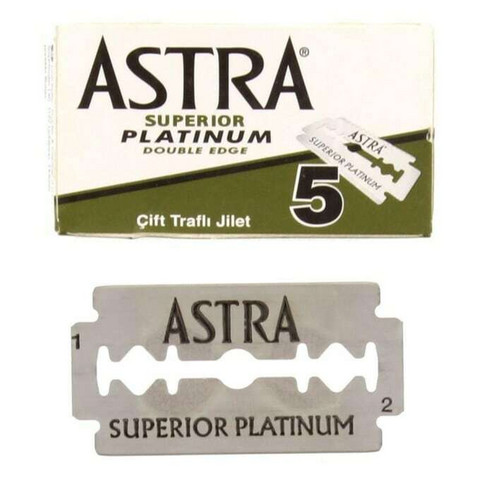 ASTRA®
SUPERIOR
PLATINUM
DOUBLE EDGE
ASTRA
SUPERIOR PLATINUM
5
Çift Traflı Jilet
ASTRA
1
2
SUPERIOR PLATINUM